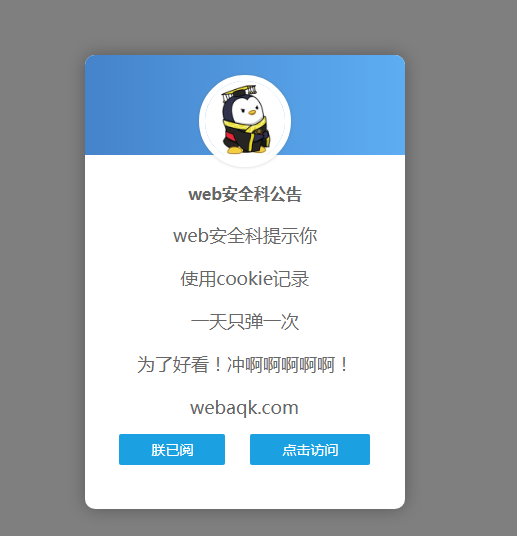 web安全科公告
web安全科提示你
使用cookie记录
一天只弹一次
为了好看！冲啊啊啊啊啊！
webaqk.com
朕已阅
点击访问